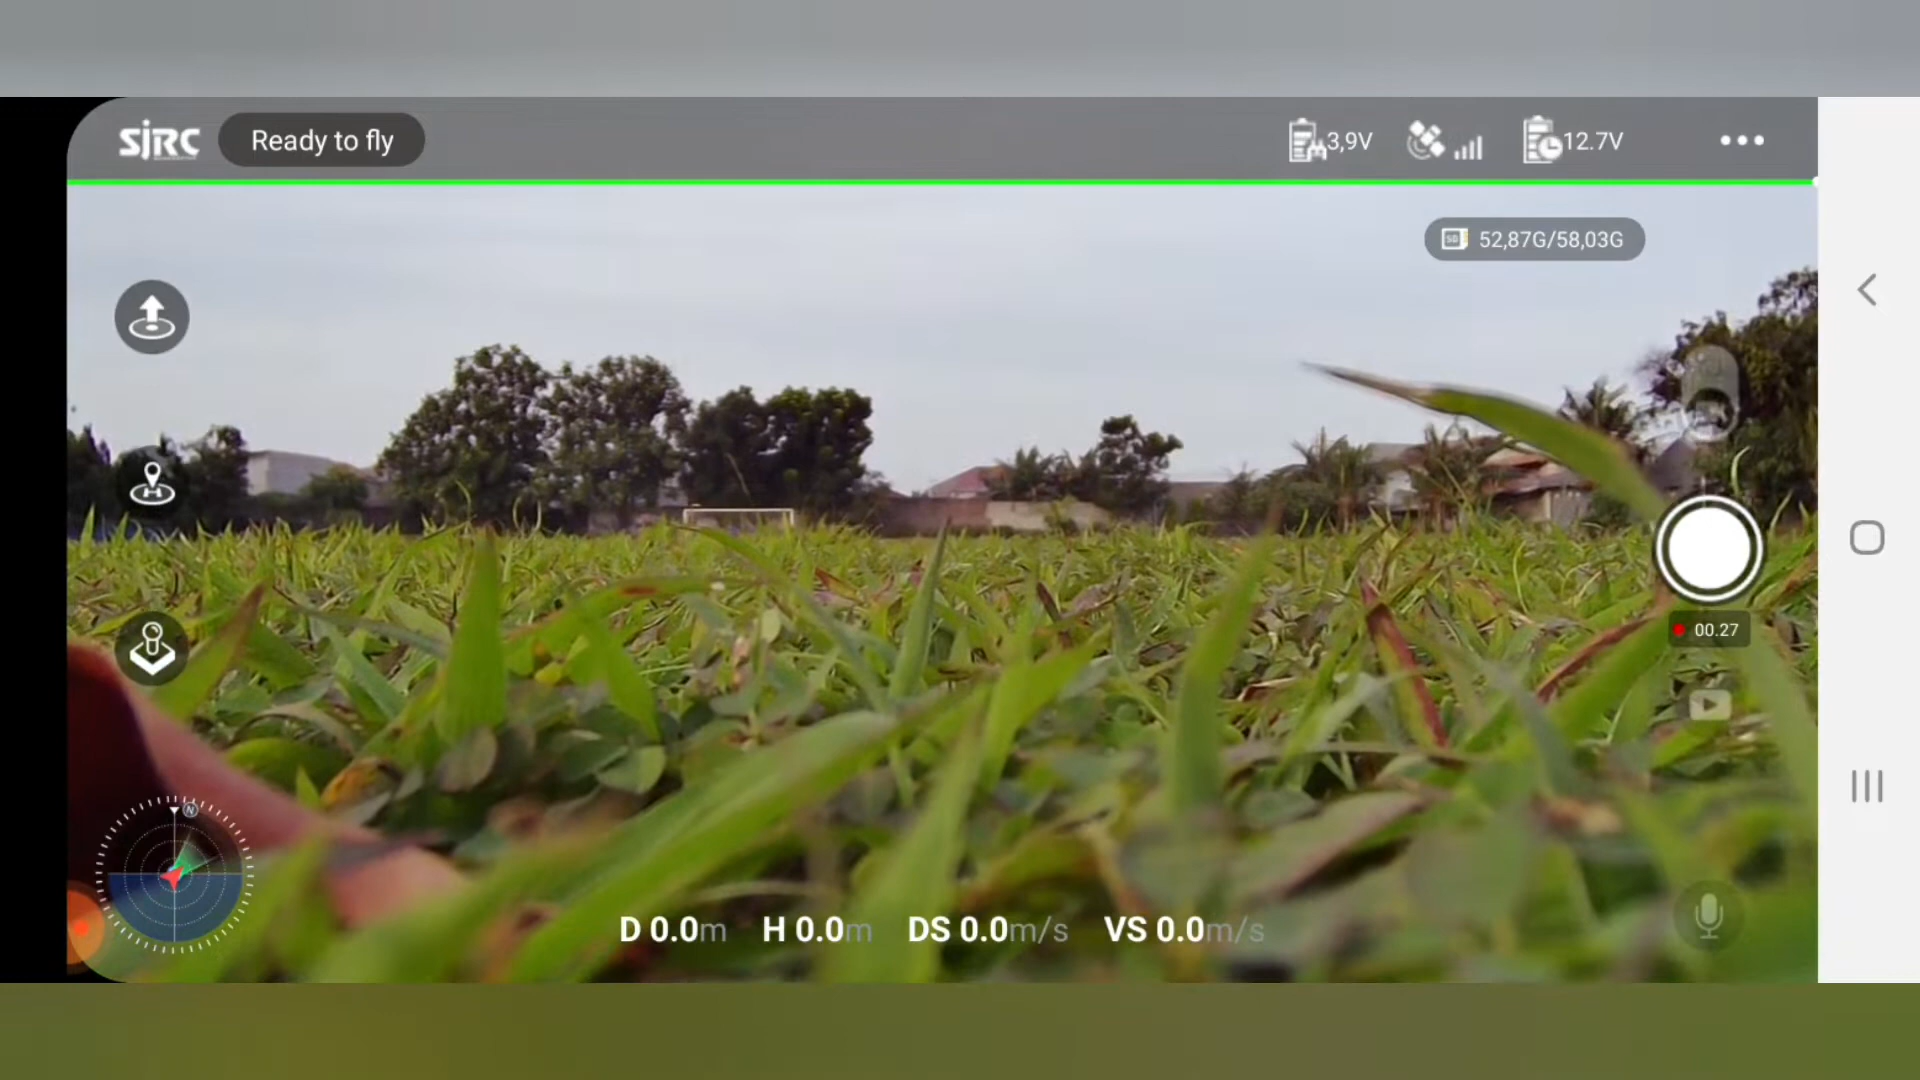 SJRC Ready to fly 3,9V 12.7V
SD 52,87G/58,03G
H
00.27
N
D 0.0m H 0.0m DS 0.0m/s VS 0.0m/s